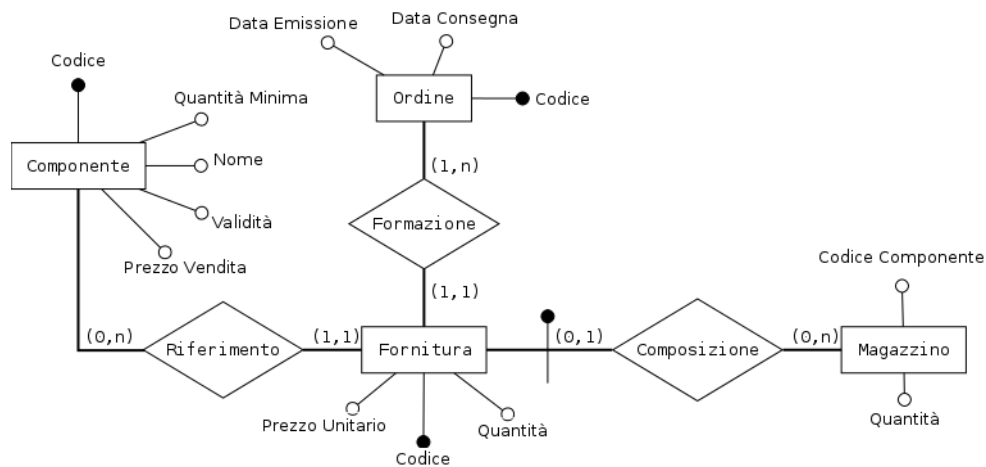 Data Emissione
Data Consegna
Codice
Quantità Minima
Ordine
Codice
Componente
Nome
(1,n)
Validità
Formazione
Prezzo Vendita
Codice Componente
(1,1)
(0,n)
(1,1)
(0,1)
(0,n)
Riferimento
Fornitura
Composizione
Magazzino
Prezzo Unitario
Quantità
Quantità
Codice